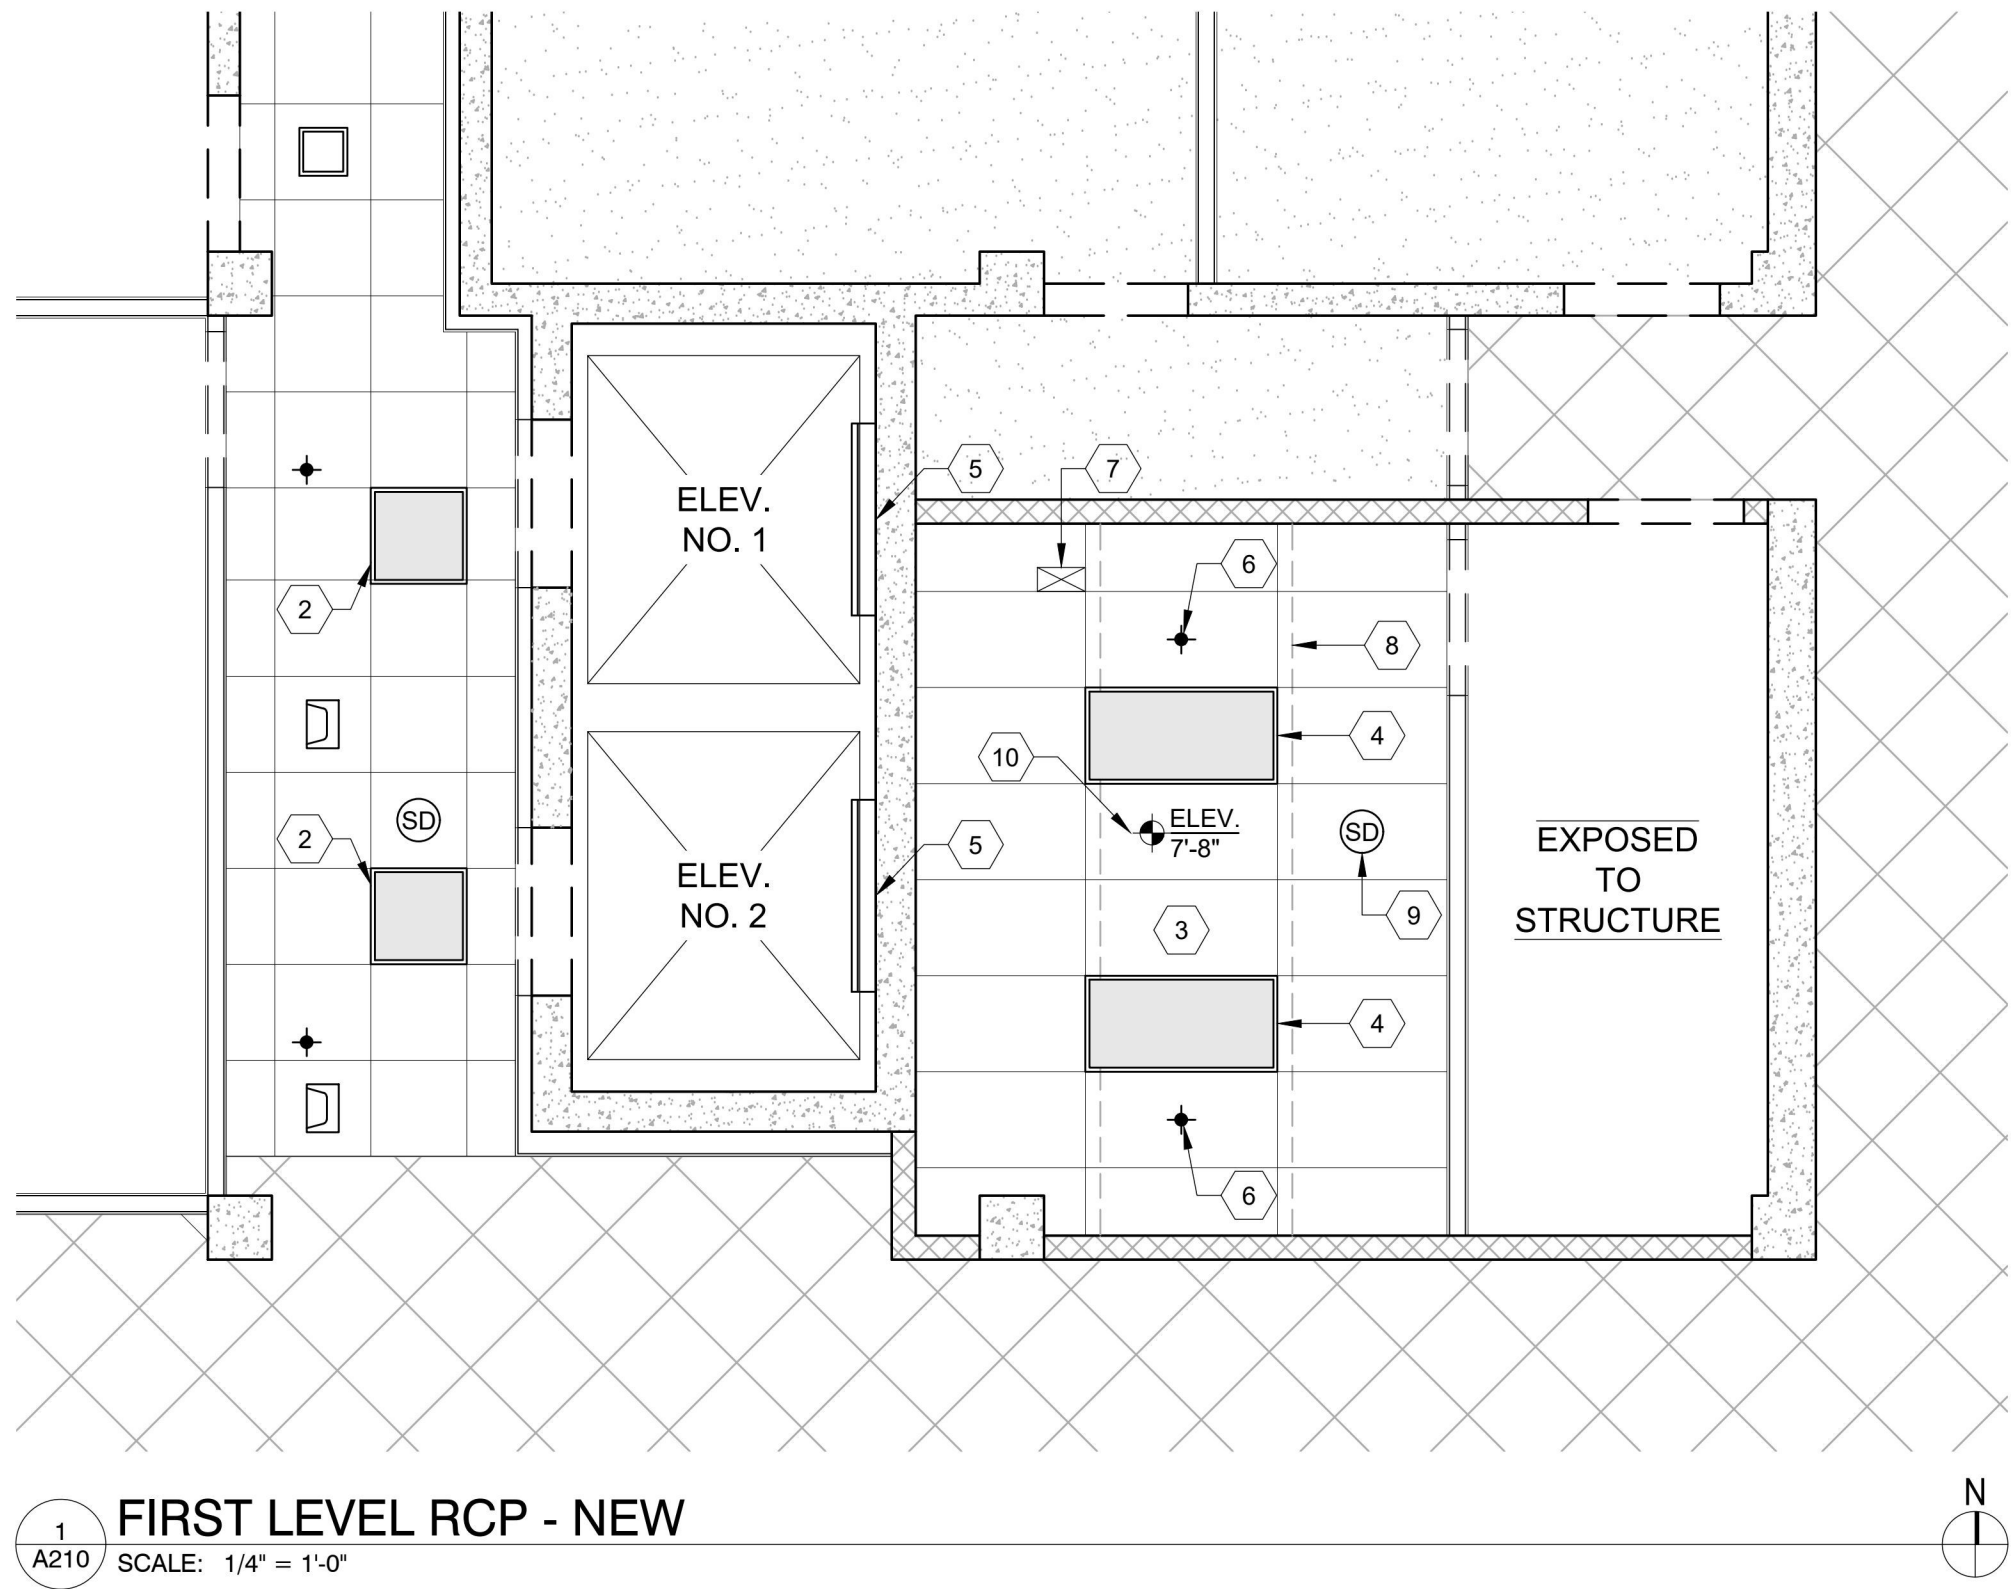 ELEV.
NO. 1
5
7
6
2
8
4
10
ELEV.
7'-8"
SD
SD
2
5
ELEV.
NO. 2
EXPOSED
TO
STRUCTURE
9
3
4
6
1
A210
FIRST LEVEL RCP - NEW
SCALE: 1/4" = 1'-0"
N